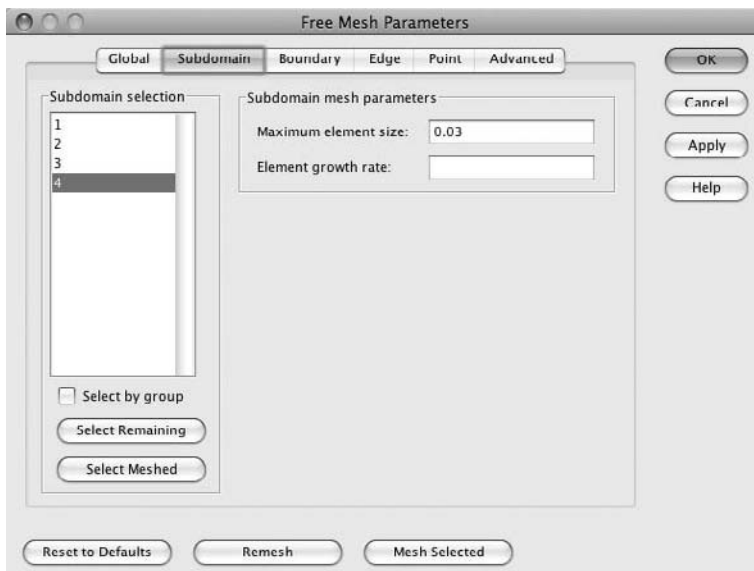 Free Mesh Parameters
Global Subdomain Boundary Edge Point Advanced
OK
Cancel
Apply
Help
Subdomain selection
1
2
3
4
Select by group
Select Remaining
Select Meshed
Subdomain mesh parameters
Maximum element size: 0.03
Element growth rate:
Reset to Defaults Remesh Mesh Selected